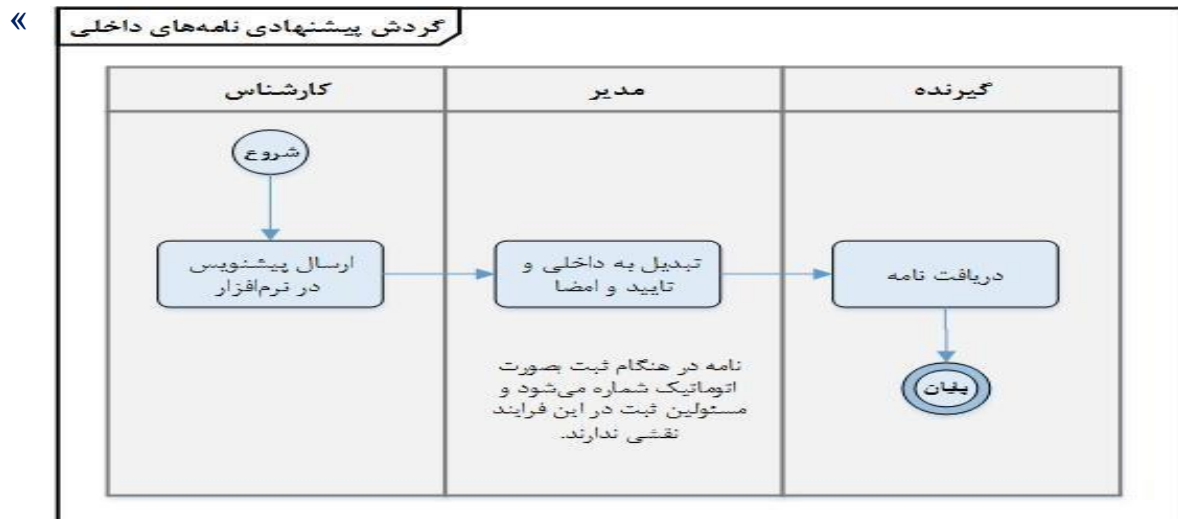 «
گردش پیشنهادی نامه‌های داخلی
کارشناس
مدیر
گیرنده
شروع
ارسال پیشنویس
در نرم‌افزار
تبدیل به داخلی و
تایید و امضا
دریافت نامه
نامه در هنگام ثبت بصورت
اتوماتیک شماره می‌شود و
مسئولین ثبت در این فرایند
نقشی ندارند.
پایان